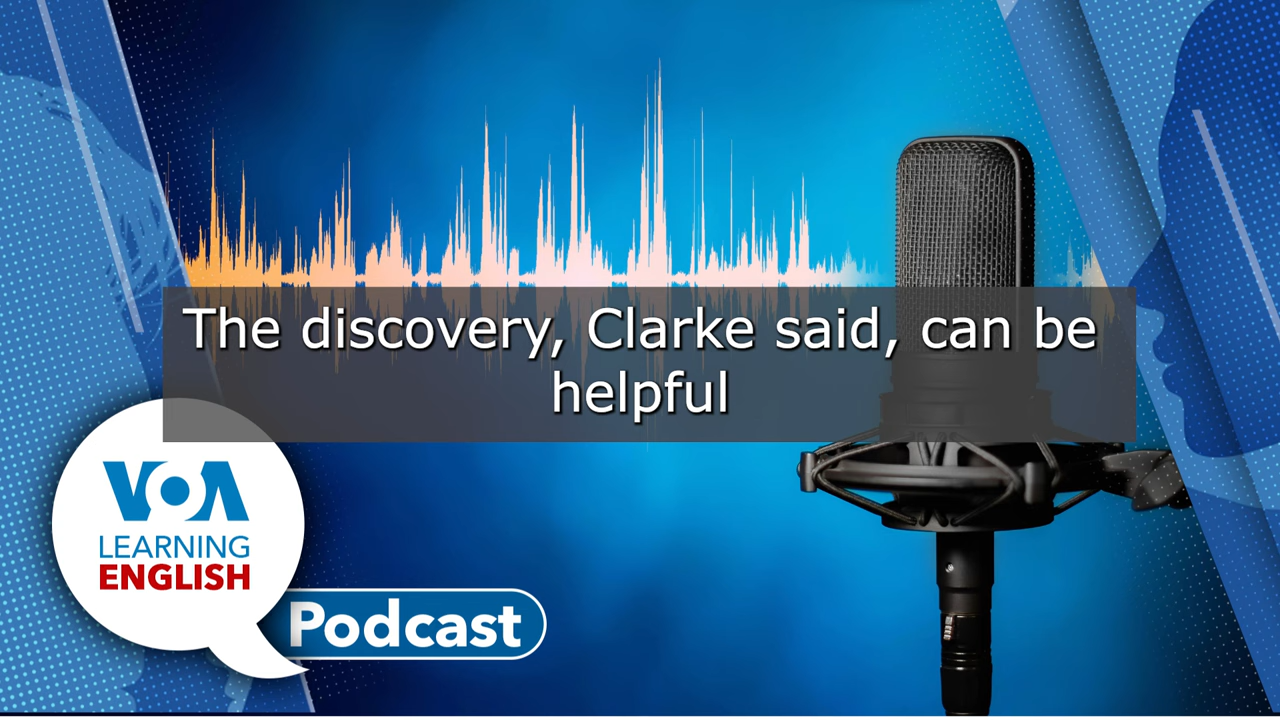 The discovery, Clarke said, can be
helpful
VOA
LEARNING
ENGLISH
Podcast